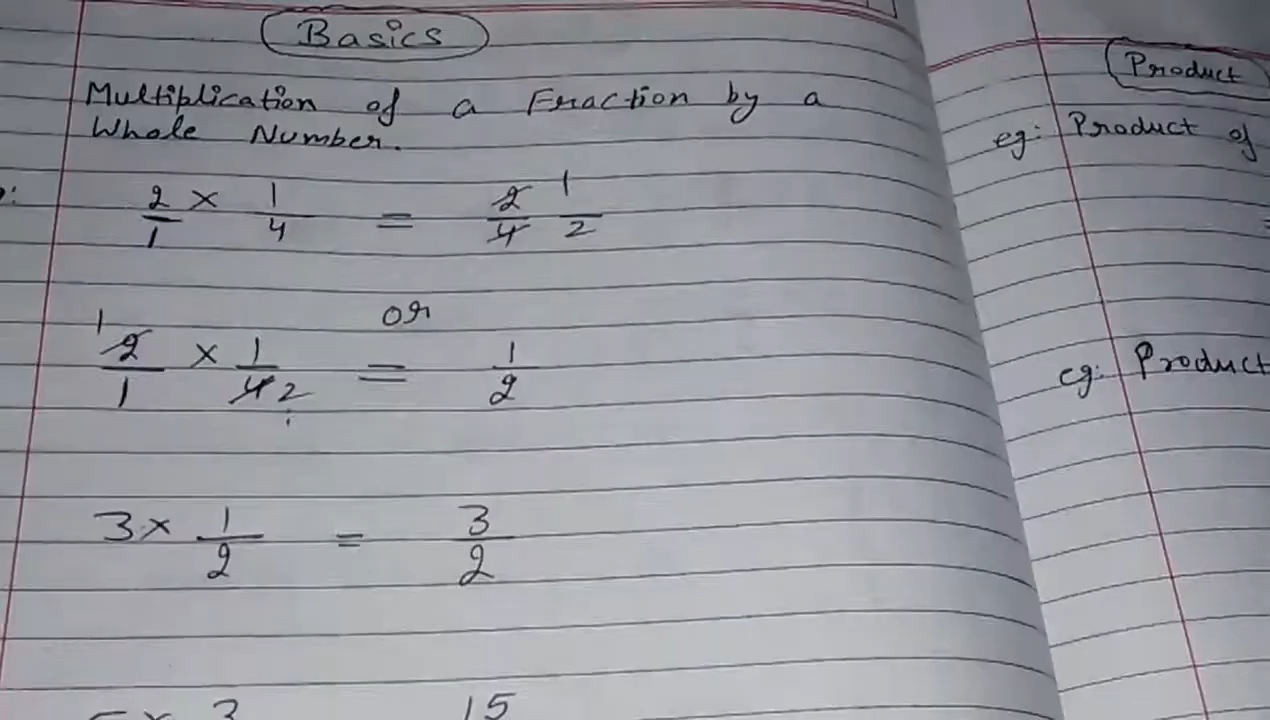 Basics
Multiplication of a Fraction by a
Whole Number.
2/1 × 1/4 = 2/4 1/2
or
1 2/1 × 1/4 2 = 1/2
3 × 1/2 = 3/2
3 15
Product
eg: Product of
eg: Product